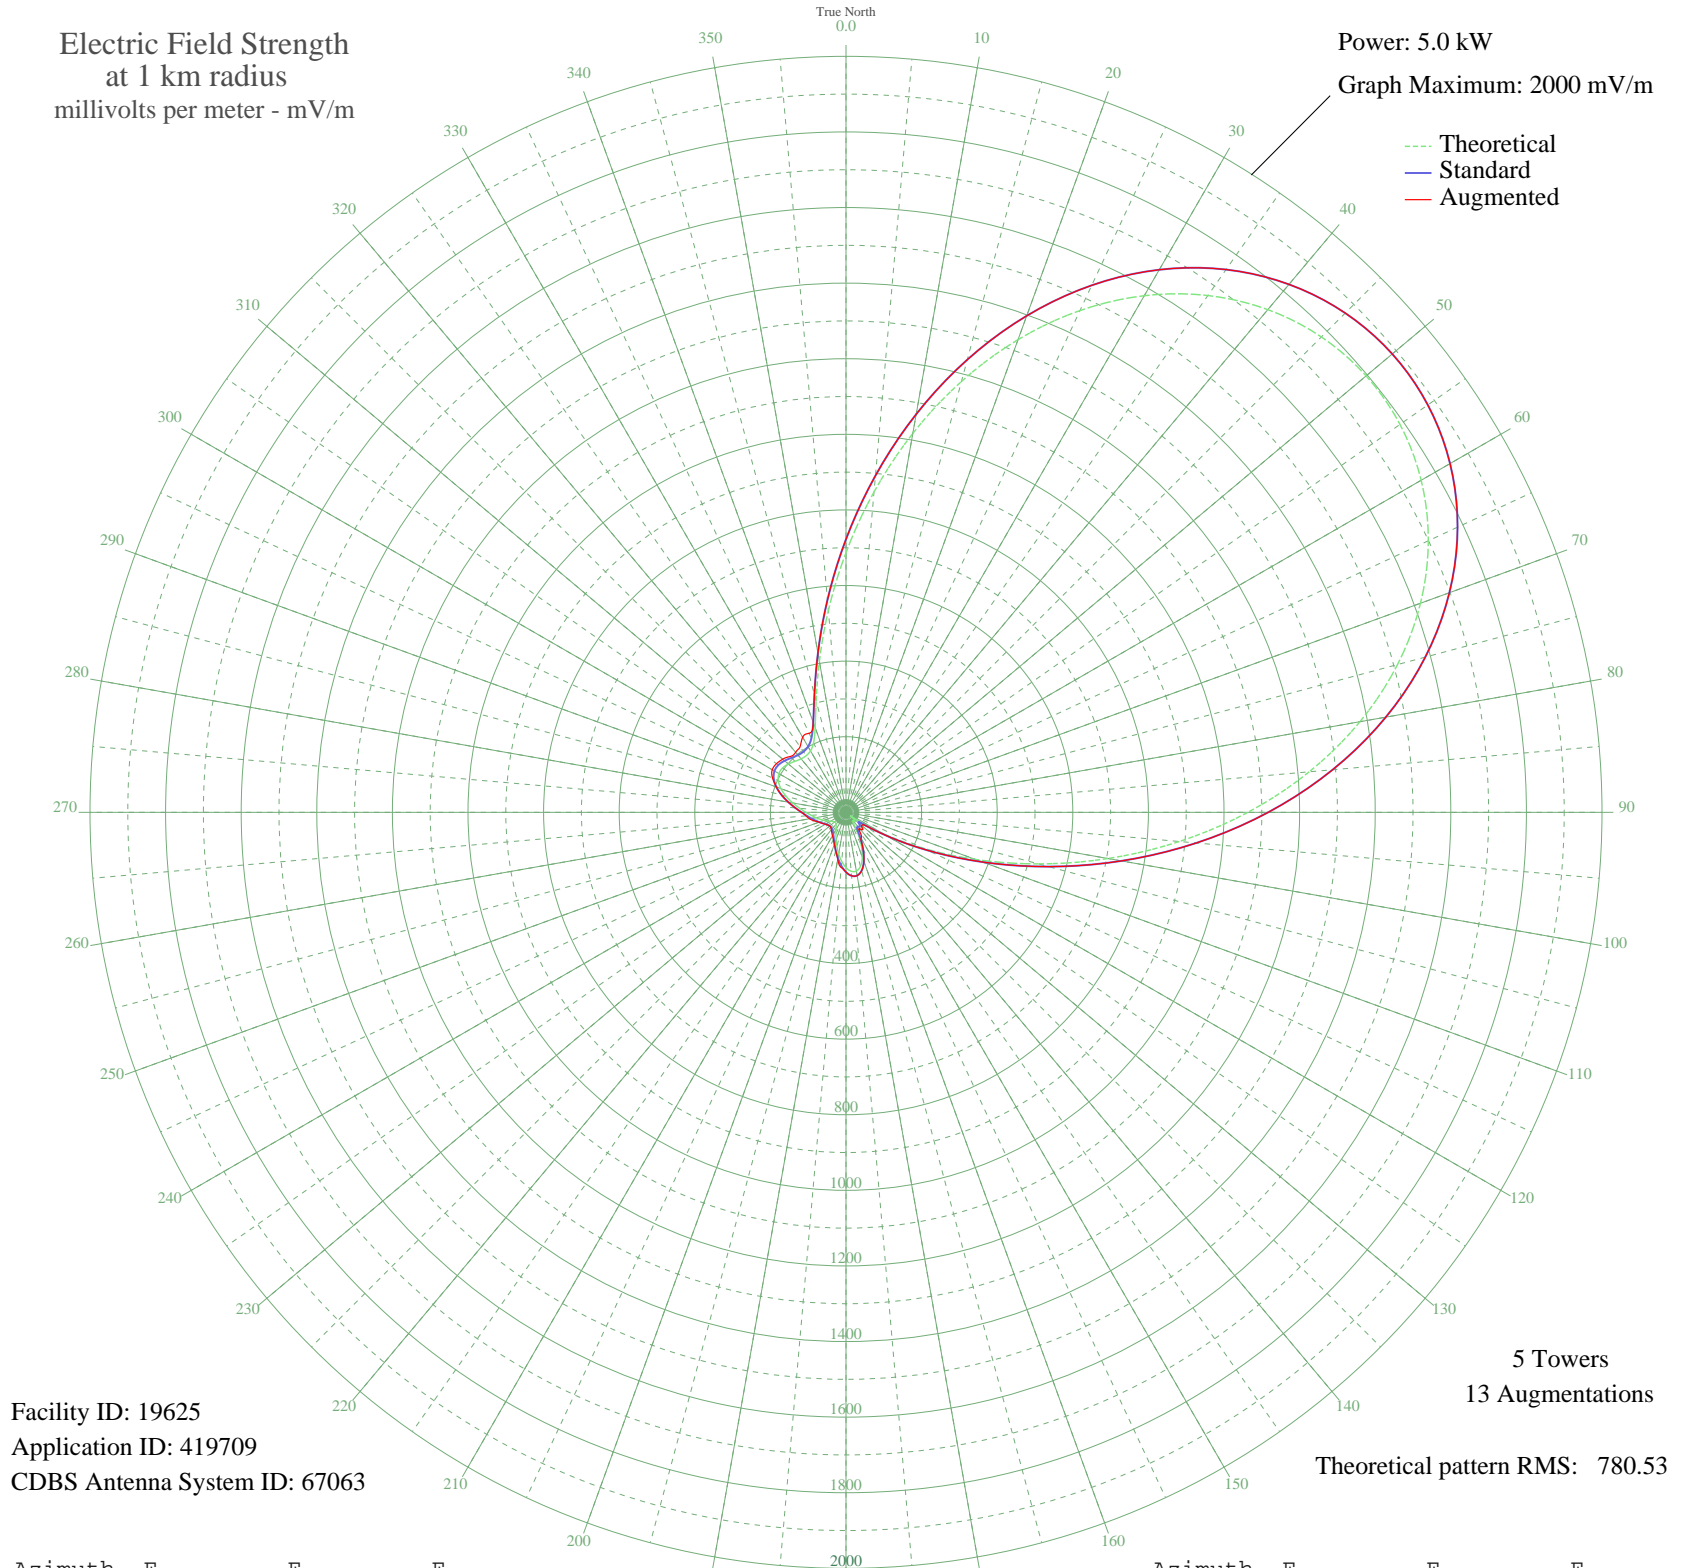 True North
0.0
Electric Field Strength
at 1 km radius
millivolts per meter - mV/m
Power: 5.0 kW
Graph Maximum: 2000 mV/m
Theoretical
Standard
Augmented
10
20
30
40
50
60
70
80
90
100
110
120
130
140
150
160
200
210
220
230
240
250
260
270
280
290
300
310
320
330
340
350
400
600
800
1000
1200
1400
1600
1800
2000
5 Towers
13 Augmentations
Theoretical pattern RMS: 780.53
Facility ID: 19625
Application ID: 419709
CDBS Antenna System ID: 67063
Azimuth E E E Azimuth E E E